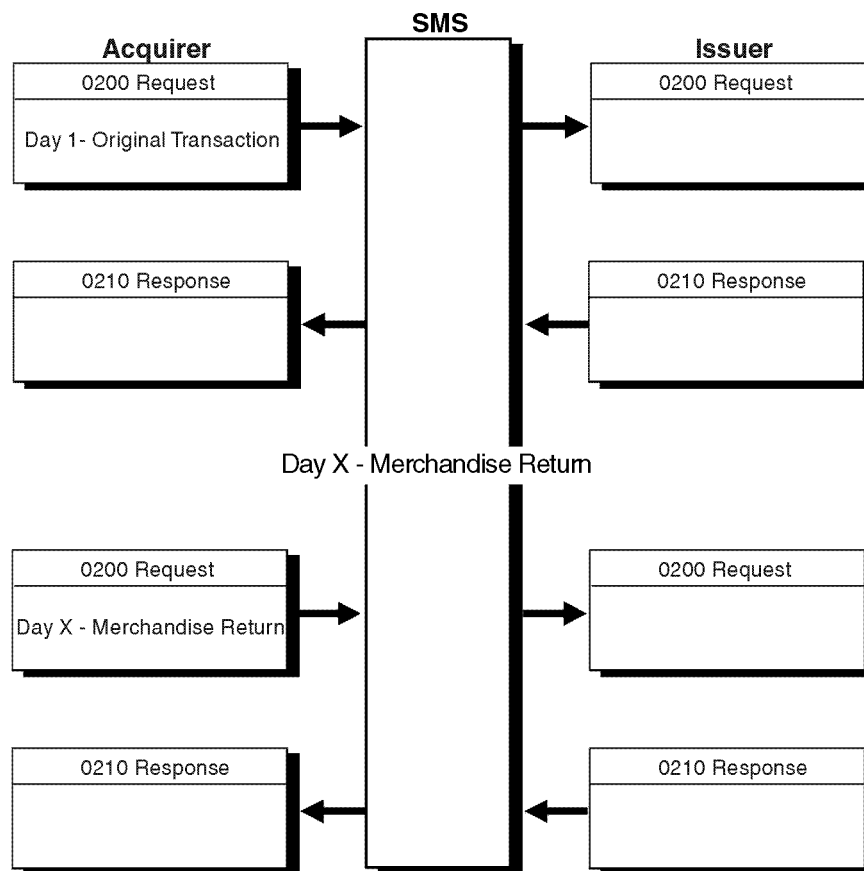 SMS
Acquirer
Issuer
0200 Request
0200 Request
Day 1- Original Transaction
0210 Response
0210 Response
Day X - Merchandise Return
0200 Request
0200 Request
Day X - Merchandise Return
0210 Response
0210 Response